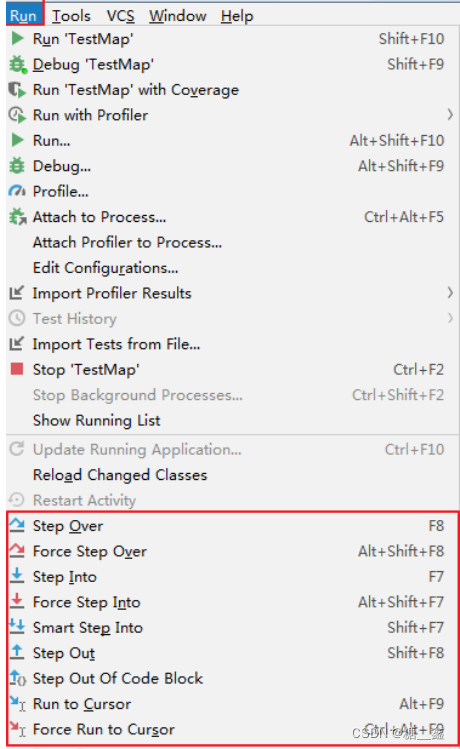 Run Tools VCS Window Help
Run 'TestMap' Shift+F10
Debug 'TestMap' Shift+F9
Run 'TestMap' with Coverage
Run with Profiler
Run... Alt+Shift+F10
Debug... Alt+Shift+F9
Profile...
Attach to Process... Ctrl+Alt+F5
Attach Profiler to Process...
Edit Configurations...
Import Profiler Results
Test History
Import Tests from File...
Stop 'TestMap' Ctrl+F2
Stop Background Processes... Ctrl+Shift+F2
Show Running List
Update Running Application... Ctrl+F10
Reload Changed Classes
Restart Activity
Step Over F8
Force Step Over Alt+Shift+F8
Step Into F7
Force Step Into Alt+Shift+F7
Smart Step Into Shift+F7
Step Out Shift+F8
Step Out Of Code Block
Run to Cursor Alt+F9
Force Run to Cursor Ctrl+Alt+F9
CSDN